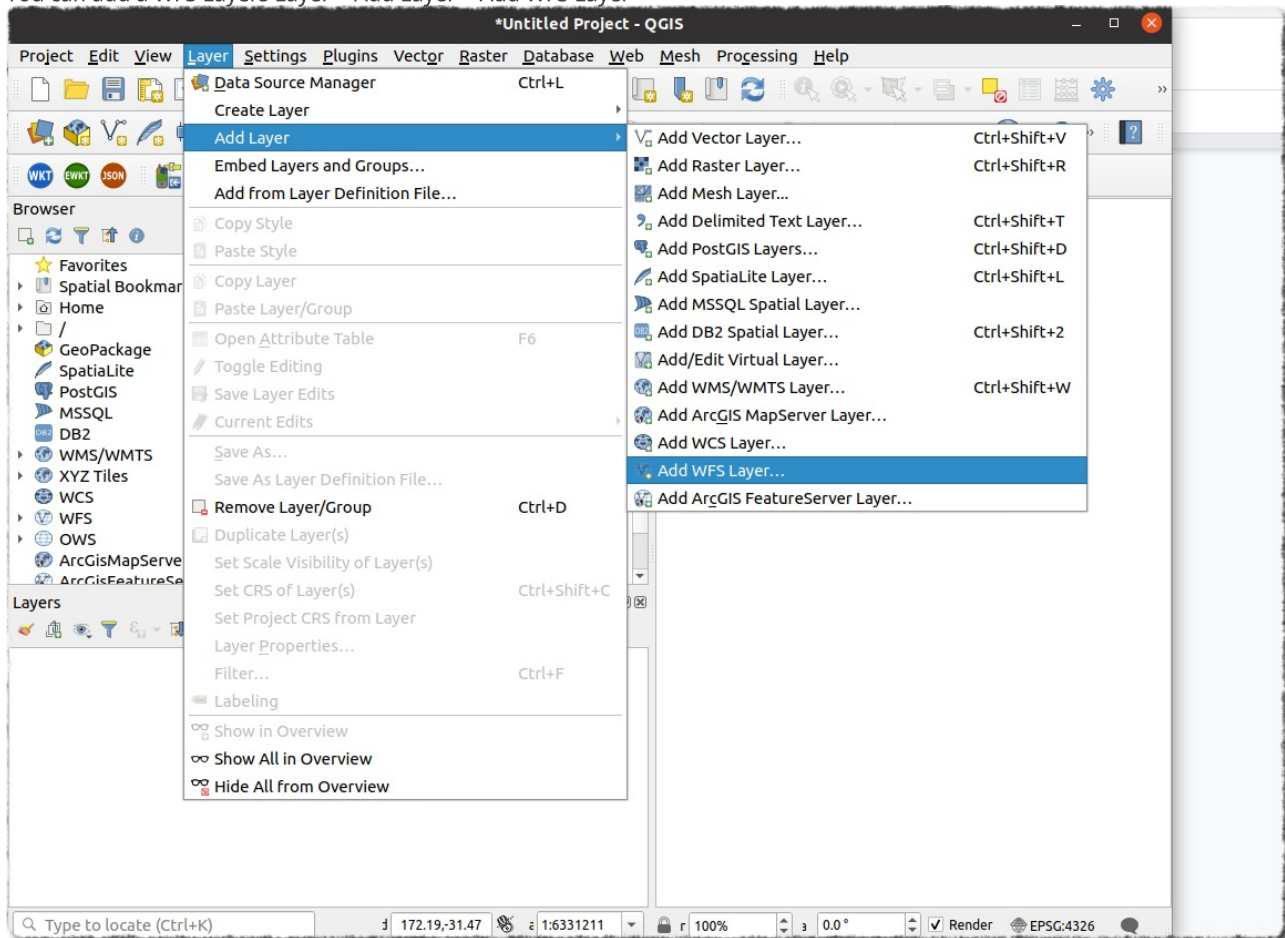 *Untitled Project - QGIS
Project Edit View Layer Settings Plugins Vector Raster Database Web Mesh Processing Help
Data Source Manager Ctrl+L
Create Layer
Add Layer
Embed Layers and Groups...
Add from Layer Definition File...
Copy Style
Paste Style
Copy Layer
Paste Layer/Group
Open Attribute Table F6
Toggle Editing
Save Layer Edits
Current Edits
Save As...
Save As Layer Definition File...
Remove Layer/Group Ctrl+D
Duplicate Layer(s)
Set Scale Visibility of Layer(s)
Set CRS of Layer(s) Ctrl+Shift+C
Set Project CRS from Layer
Layer Properties...
Filter... Ctrl+F
Labeling
Show in Overview
Show All in Overview
Hide All from Overview
Add Vector Layer... Ctrl+Shift+V
Add Raster Layer... Ctrl+Shift+R
Add Mesh Layer...
Add Delimited Text Layer... Ctrl+Shift+T
Add PostGIS Layers... Ctrl+Shift+D
Add SpatiaLite Layer... Ctrl+Shift+L
Add MSSQL Spatial Layer...
Add DB2 Spatial Layer... Ctrl+Shift+2
Add/Edit Virtual Layer...
Add WMS/WMTS Layer... Ctrl+Shift+W
Add ArcGIS MapServer Layer...
Add WCS Layer...
Add WFS Layer...
Add ArcGIS FeatureServer Layer...
WKT EWKT JSON
Browser
Favorites
Spatial Bookmar
Home
/
GeoPackage
SpatiaLite
PostGIS
MSSQL
DB2
WMS/WMTS
XYZ Tiles
WCS
WFS
OWS
ArcGisMapServe
ArcGisFeatureSe
Layers
Type to locate (Ctrl+K) 172.19,-31.47 1:6331211 100% 0.0 ° Render EPSG:4326